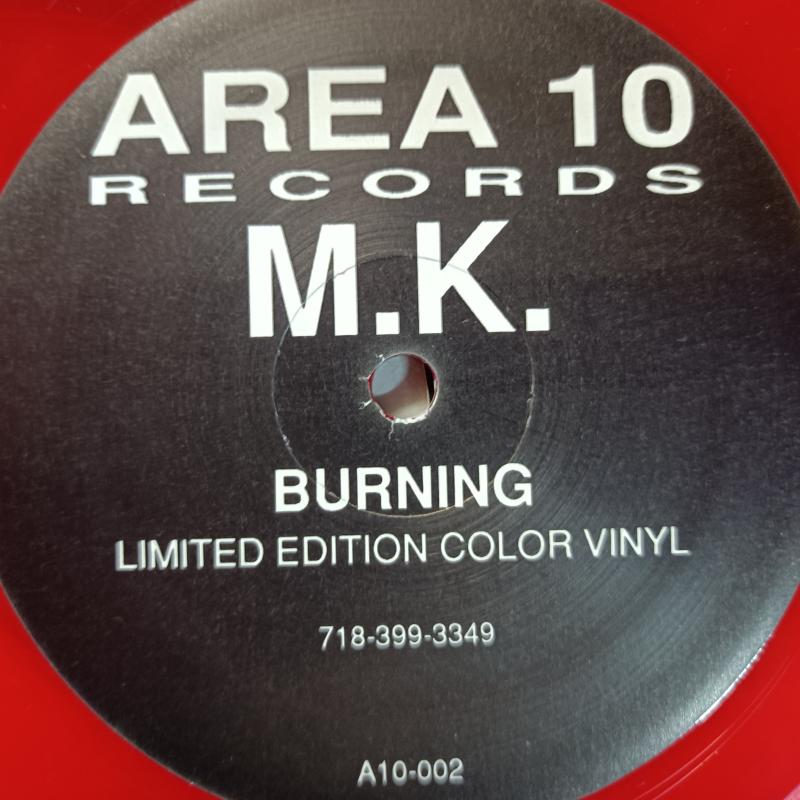 AREA 10
RECORDS
M.K.
BURNING
LIMITED EDITION COLOR VINYL
718-399-3349
A10-002